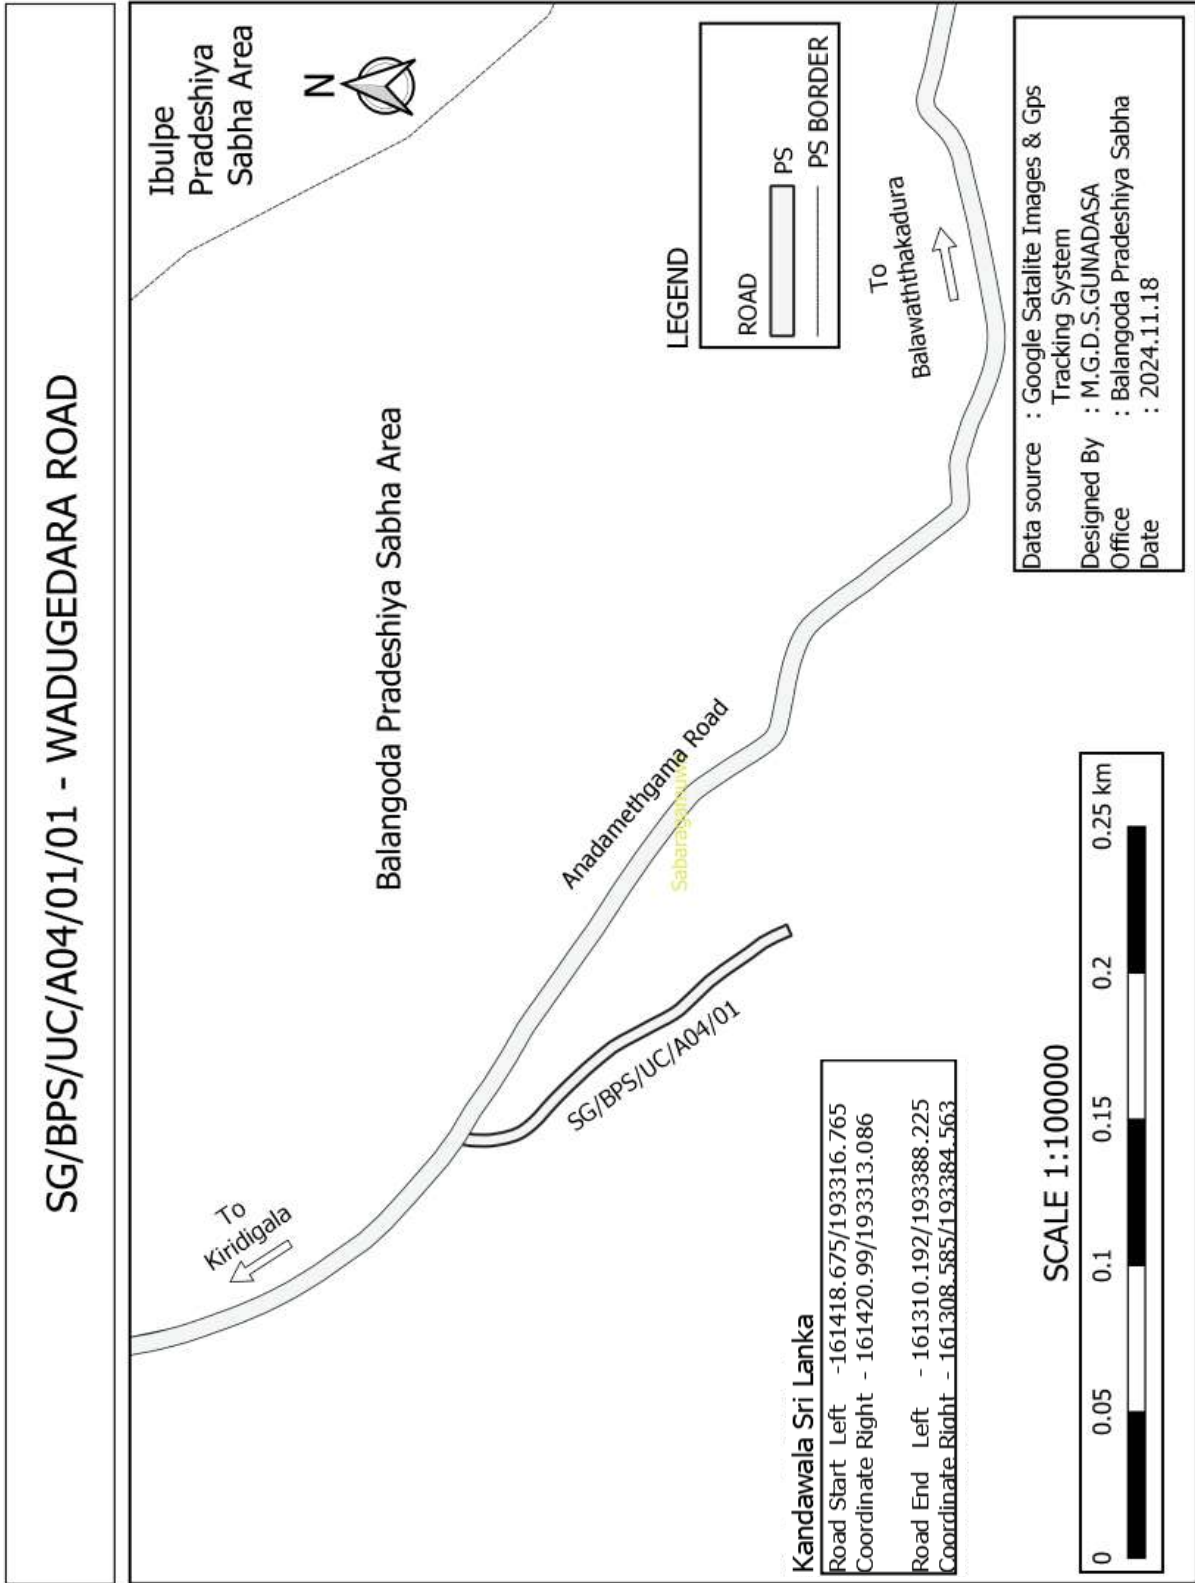 SG/BPS/UC/A04/01/01 - WADUGEDARA ROAD
Ibulpe
Pradeshiya
Sabha Area
N
Balangoda Pradeshiya Sabha Area
To
Kiridigala
Anadamethgama Road
Sabaragamuwa
SG/BPS/UC/A04/01
To
Balawaththakadura
LEGEND
ROAD
PS
PS BORDER
Kandawala Sri Lanka
Road Start Left -161418.675/193316.765
Coordinate Right - 161420.99/193313.086
Road End Left - 161310.192/193388.225
Coordinate Right - 161308.585/193384.563
SCALE 1:100000
0 0.05 0.1 0.15 0.2 0.25 km
Data source : Google Satalite Images & Gps
Tracking System
Designed By : M.G.D.S.GUNADASA
Office : Balangoda Pradeshiya Sabha
Date : 2024.11.18